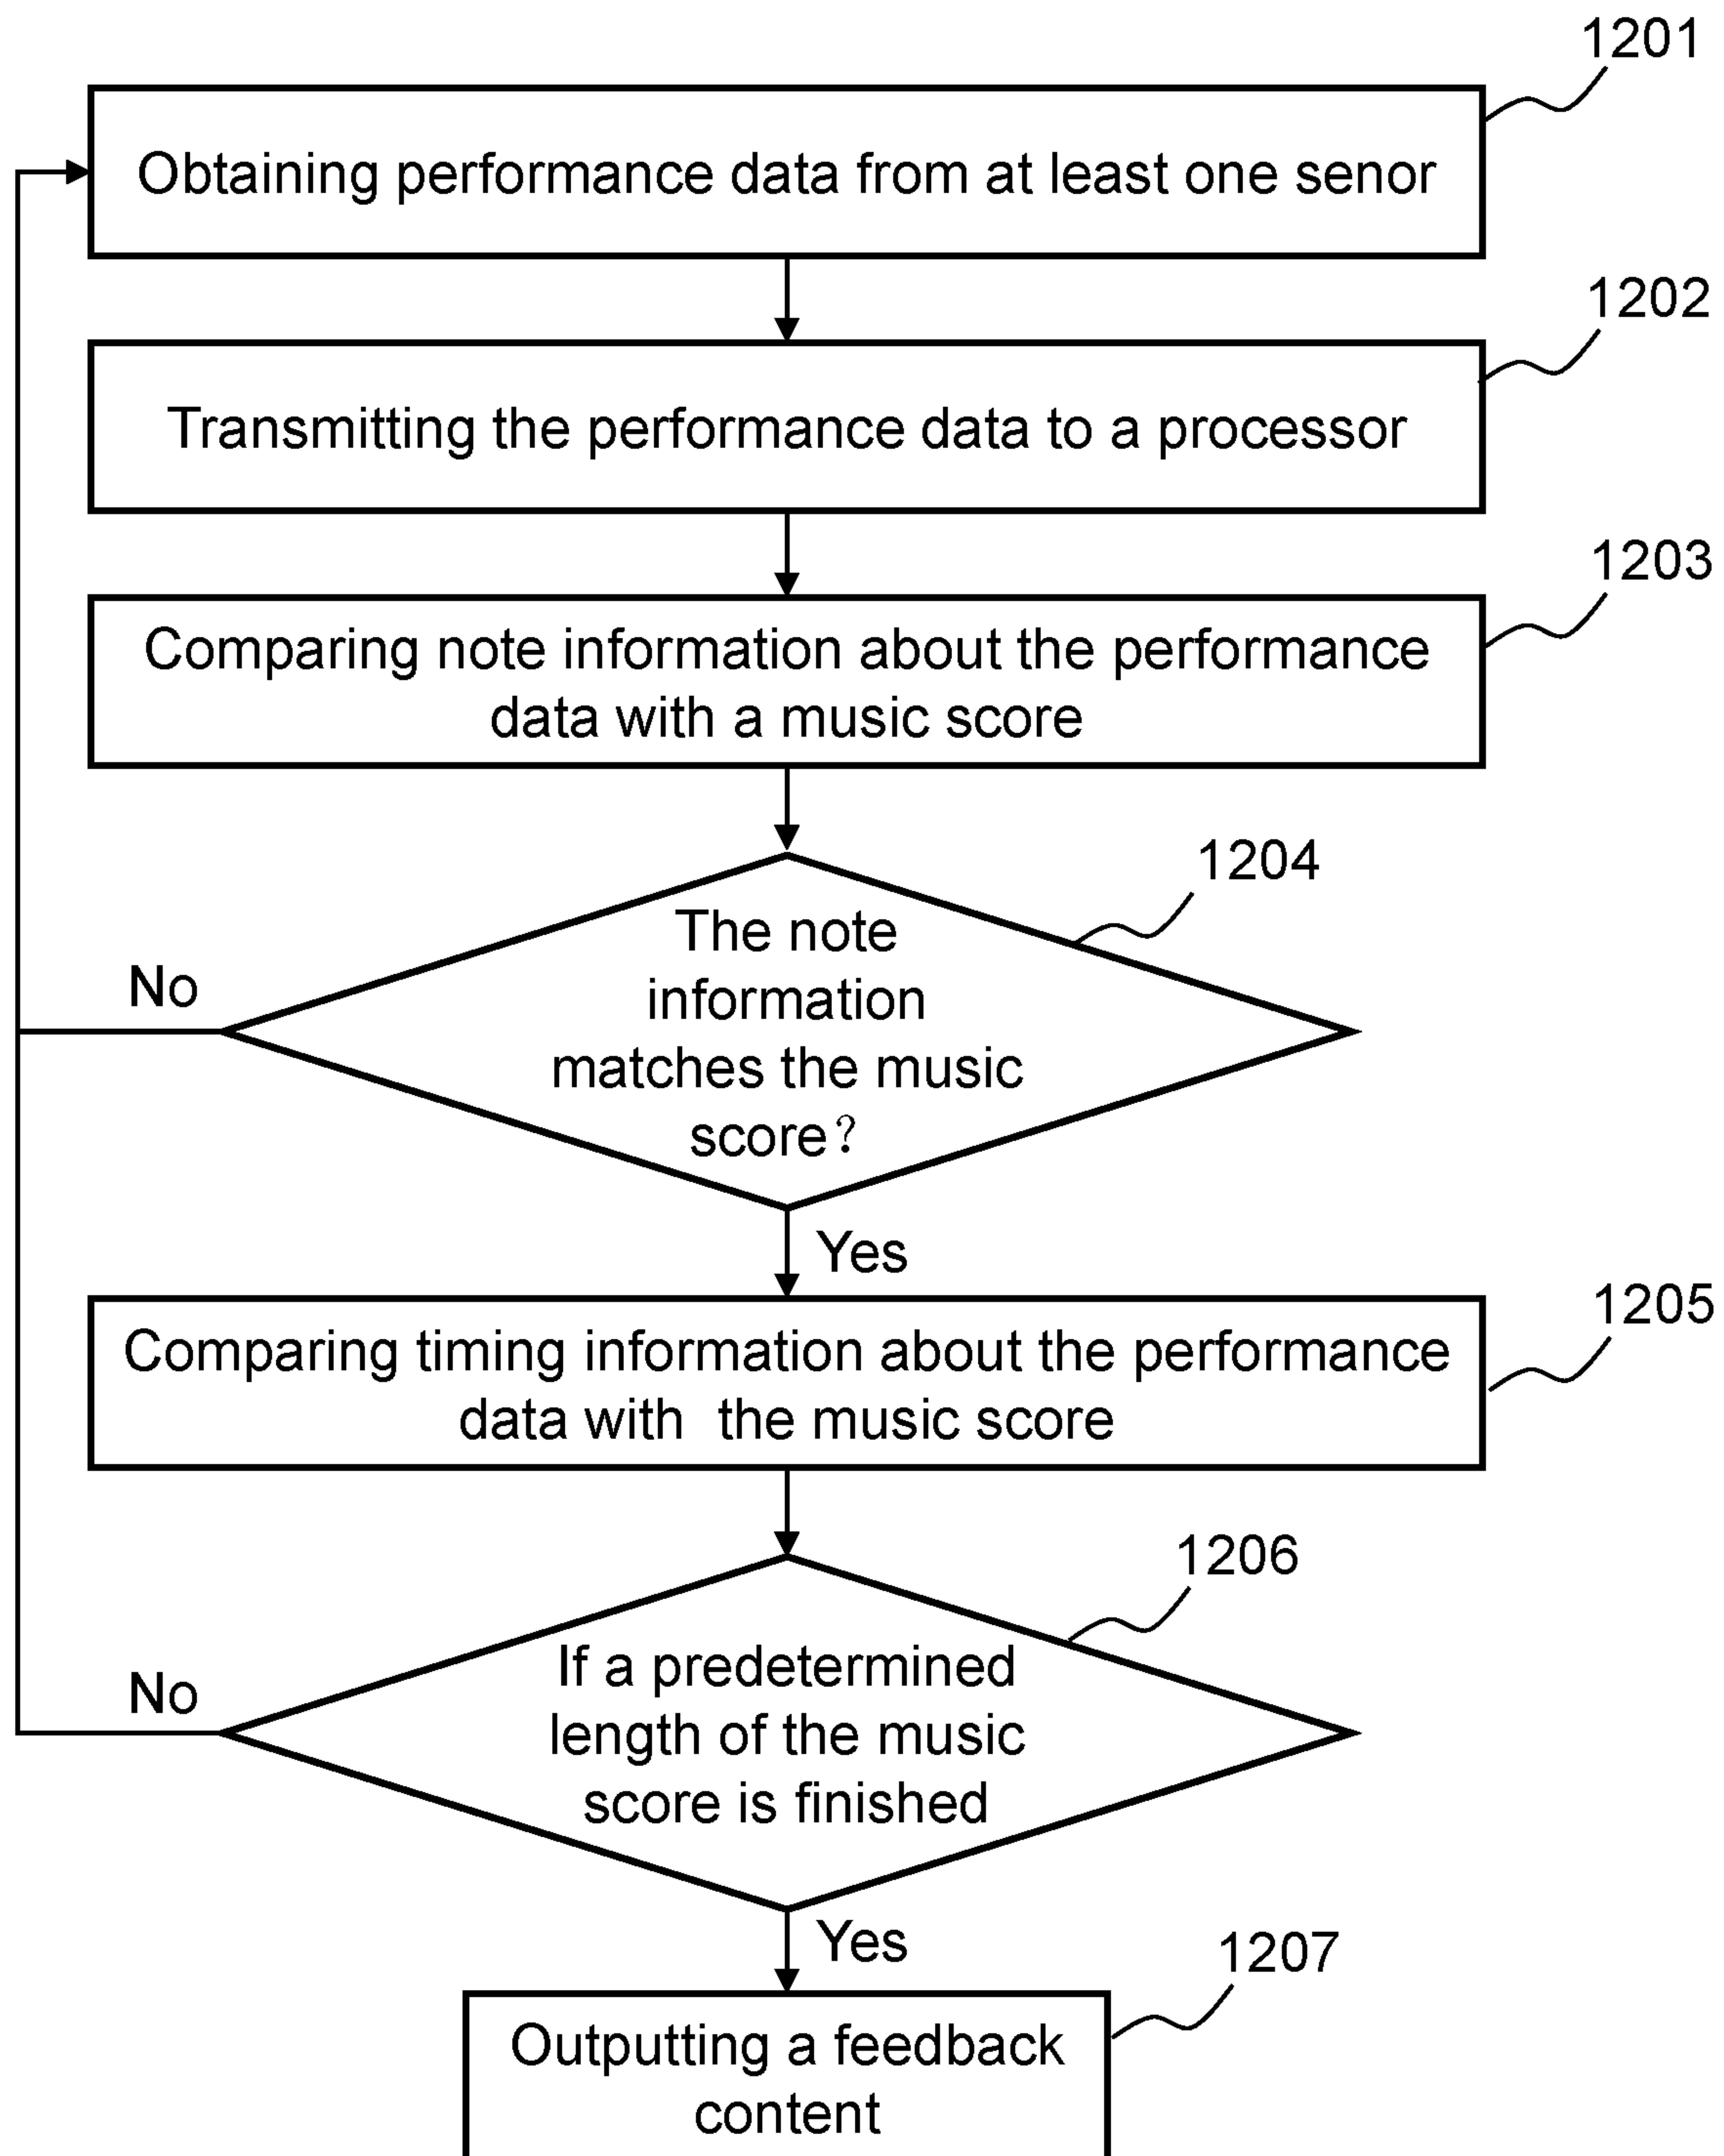 1201
Obtaining performance data from at least one senor
1202
Transmitting the performance data to a processor
1203
Comparing note information about the performance
data with a music score
1204
The note
information
matches the music
score?
No
Yes
1205
Comparing timing information about the performance
data with the music score
1206
If a predetermined
length of the music
score is finished
No
Yes
1207
Outputting a feedback
content